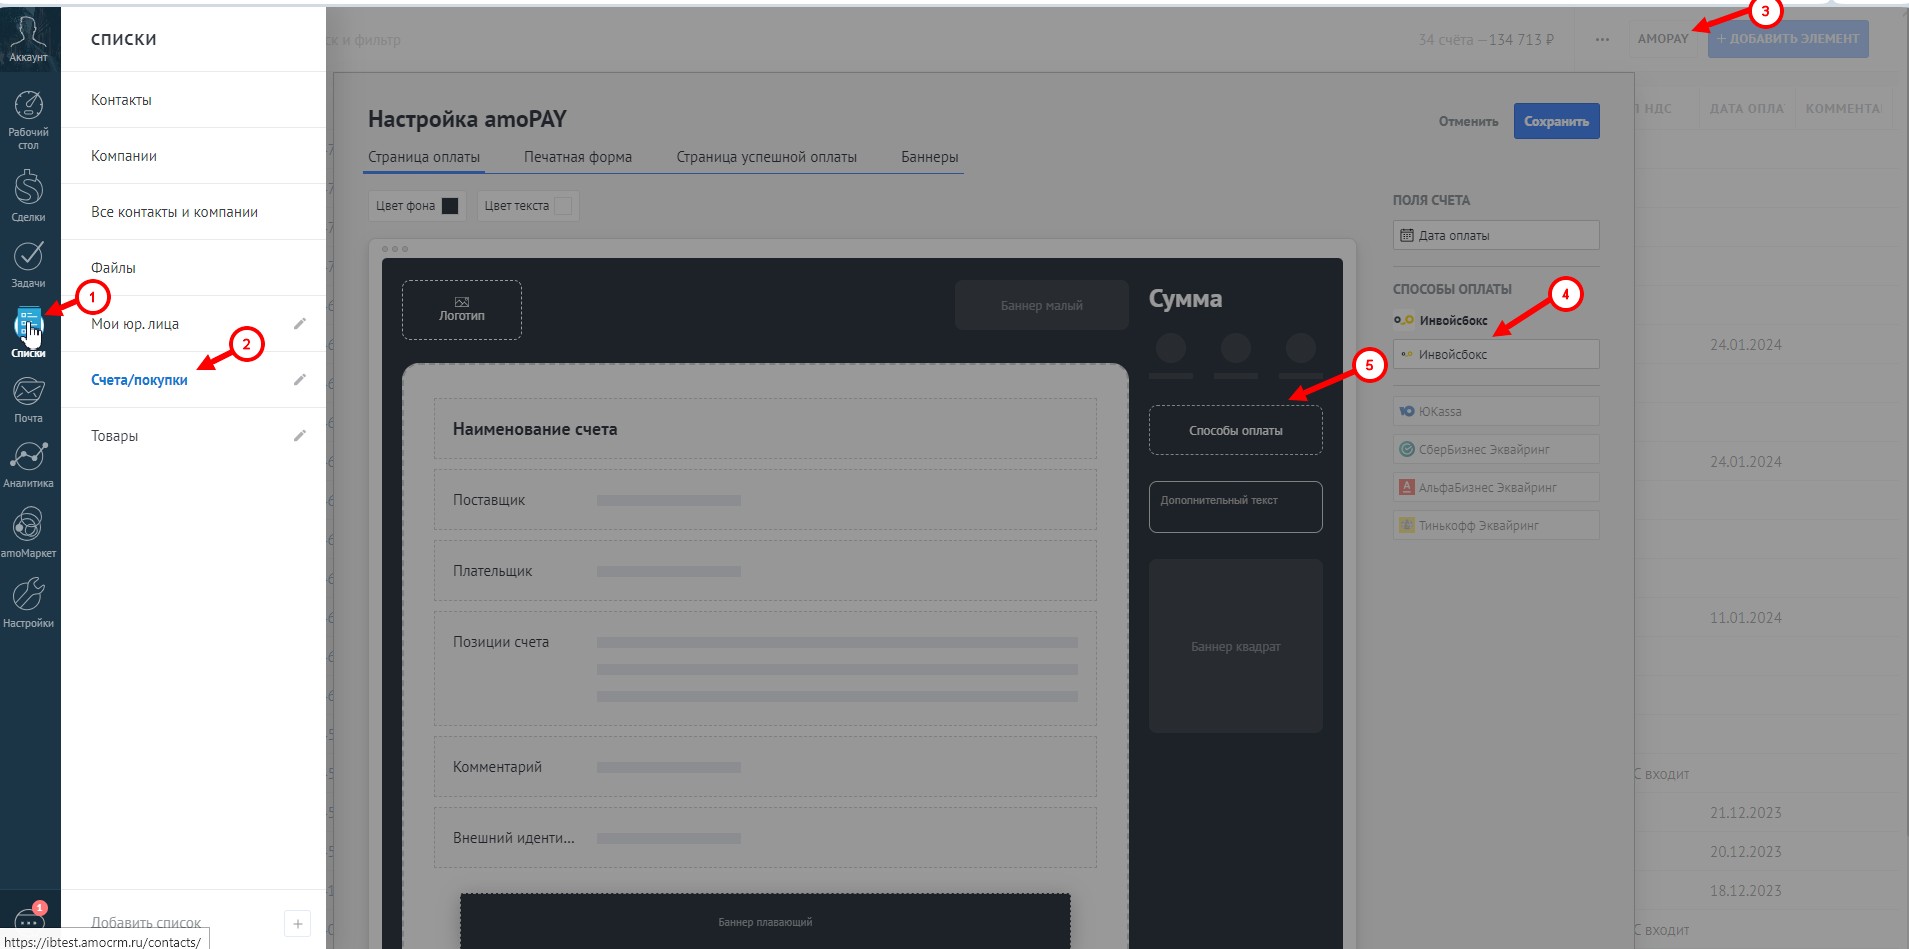 Аккаунт
Рабочий
стол
Сделки
Задачи
Списки
Почта
Аналитика
amoМаркет
Настройки
1
https://ibtest.amocrm.ru/contacts/
СПИСКИ
Контакты
Компании
Все контакты и компании
Файлы
1
Мои юр. лица
2
Счета/покупки
Товары
Добавить список
+
ск и фильтр
34 счёта —134 713 ₽
...
AMOPAY
3
+ ДОБАВИТЬ ЭЛЕМЕНТ
Настройка amoPAY
Отменить
Сохранить
Страница оплаты
Печатная форма
Страница успешной оплаты
Баннеры
Цвет фона
Цвет текста
Логотип
Баннер малый
Сумма
5
Способы оплаты
Дополнительный текст
Баннер квадрат
Наименование счета
Поставщик
Плательщик
Позиции счета
Комментарий
Внешний иденти...
Баннер плавающий
ПОЛЯ СЧЕТА
Дата оплаты
СПОСОБЫ ОПЛАТЫ
4
Инвойсбокс
Инвойсбокс
ЮKassa
СберБизнес Эквайринг
АльфаБизнес Эквайринг
Тинькофф Эквайринг
НДС
ДАТА ОПЛА
КОММЕНТА
24.01.2024
24.01.2024
11.01.2024
С входит
21.12.2023
20.12.2023
18.12.2023
С входит